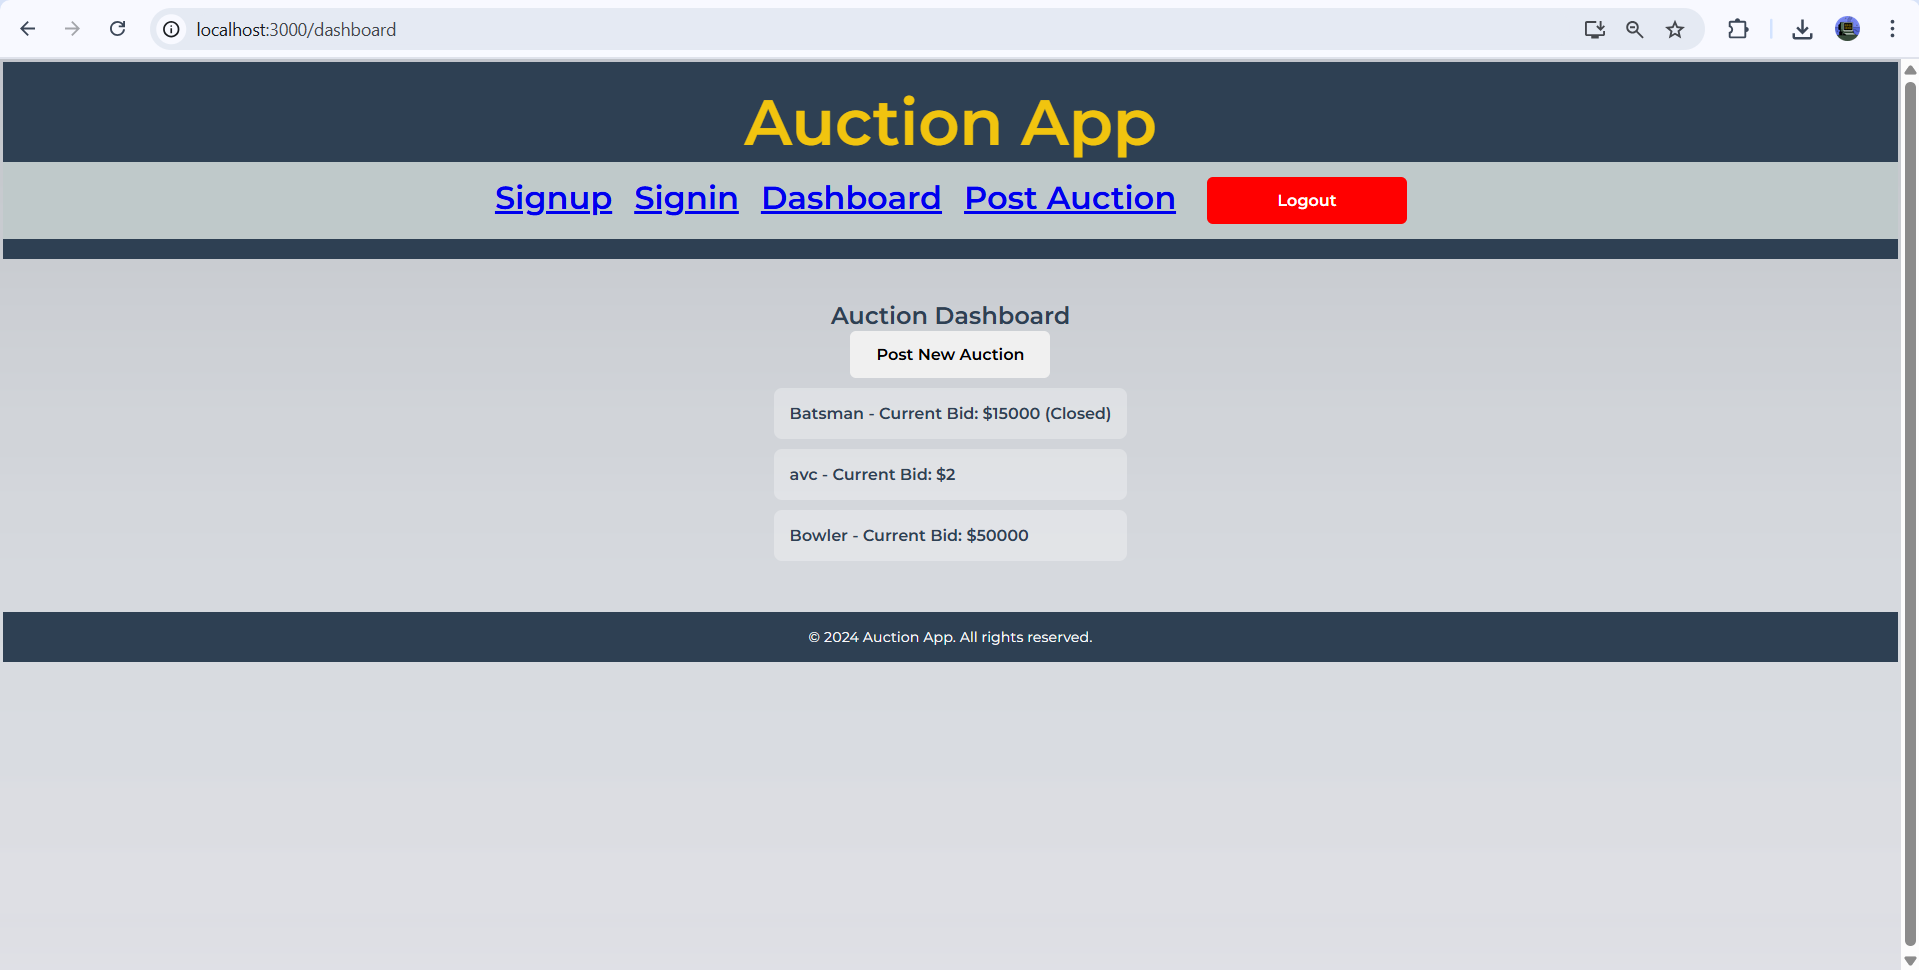 localhost:3000/dashboard
Auction App
Signup Signin Dashboard Post Auction Logout
Auction Dashboard
Post New Auction
Batsman - Current Bid: $15000 (Closed)
avc - Current Bid: $2
Bowler - Current Bid: $50000
© 2024 Auction App. All rights reserved.